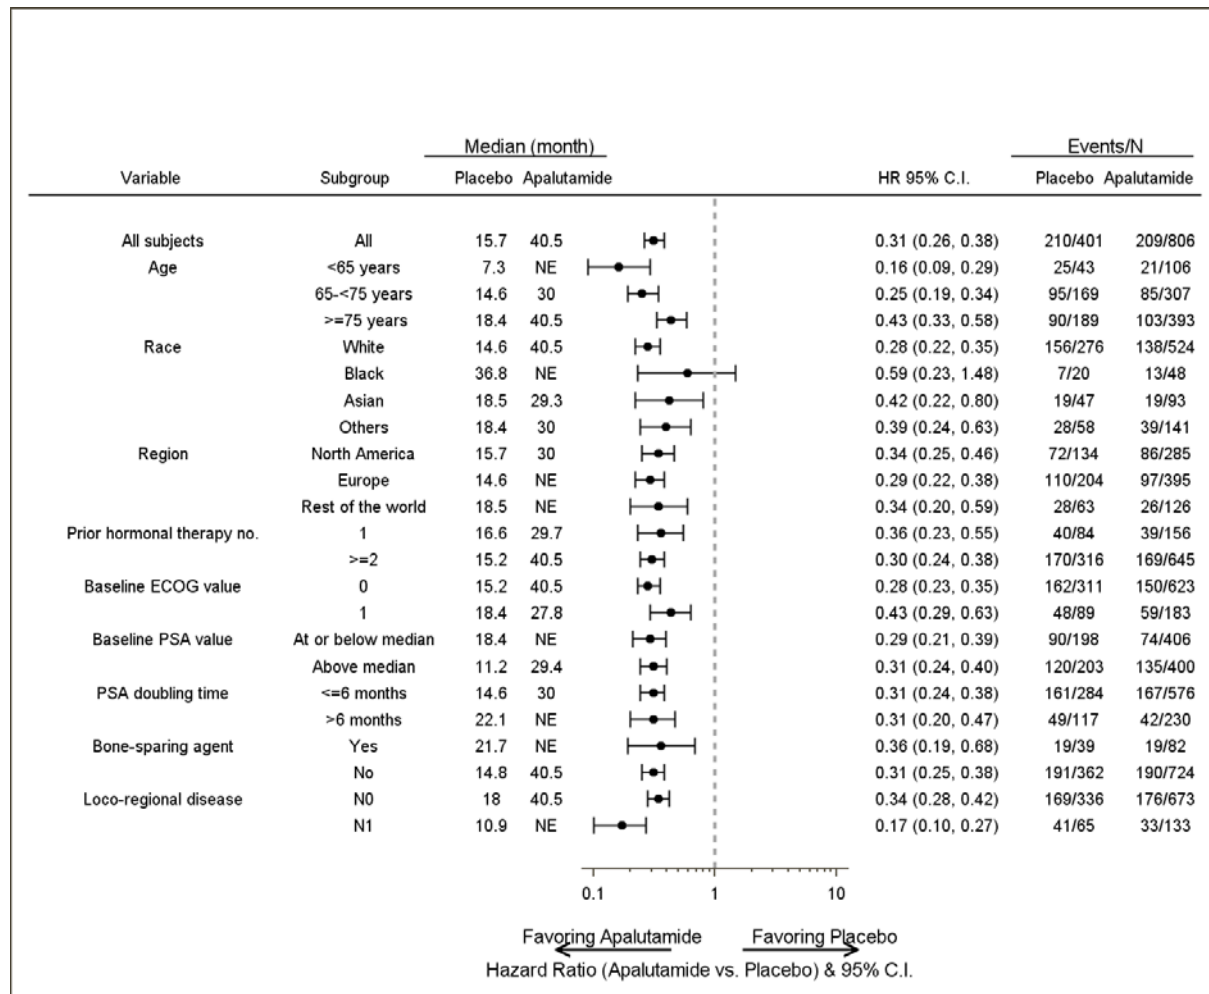 Median (month) Events/N
Variable Subgroup Placebo Apalutamide HR 95% C.I. Placebo Apalutamide
All subjects All 15.7 40.5 0.31 (0.26, 0.38) 210/401 209/806
Age <65 years 7.3 NE 0.16 (0.09, 0.29) 25/43 21/106
65-<75 years 14.6 30 0.25 (0.19, 0.34) 95/169 85/307
>=75 years 18.4 40.5 0.43 (0.33, 0.58) 90/189 103/393
Race White 14.6 40.5 0.28 (0.22, 0.35) 156/276 138/524
Black 36.8 NE 0.59 (0.23, 1.48) 7/20 13/48
Asian 18.5 29.3 0.42 (0.22, 0.80) 19/47 19/93
Others 18.4 30 0.39 (0.24, 0.63) 28/58 39/141
Region North America 15.7 30 0.34 (0.25, 0.46) 72/134 86/285
Europe 14.6 NE 0.29 (0.22, 0.38) 110/204 97/395
Rest of the world 18.5 NE 0.34 (0.20, 0.59) 28/63 26/126
Prior hormonal therapy no. 1 16.6 29.7 0.36 (0.23, 0.55) 40/84 39/156
>=2 15.2 40.5 0.30 (0.24, 0.38) 170/316 169/645
Baseline ECOG value 0 15.2 40.5 0.28 (0.23, 0.35) 162/311 150/623
1 18.4 27.8 0.43 (0.29, 0.63) 48/89 59/183
Baseline PSA value At or below median 18.4 NE 0.29 (0.21, 0.39) 90/198 74/406
Above median 11.2 29.4 0.31 (0.24, 0.40) 120/203 135/400
PSA doubling time <=6 months 14.6 30 0.31 (0.24, 0.38) 161/284 167/576
>6 months 22.1 NE 0.31 (0.20, 0.47) 49/117 42/230
Bone-sparing agent Yes 21.7 NE 0.36 (0.19, 0.68) 19/39 19/82
No 14.8 40.5 0.31 (0.25, 0.38) 191/362 190/724
Loco-regional disease N0 18 40.5 0.34 (0.28, 0.42) 169/336 176/673
N1 10.9 NE 0.17 (0.10, 0.27) 41/65 33/133
0.1 1 10
Favoring Apalutamide Favoring Placebo
Hazard Ratio (Apalutamide vs. Placebo) & 95% C.I.